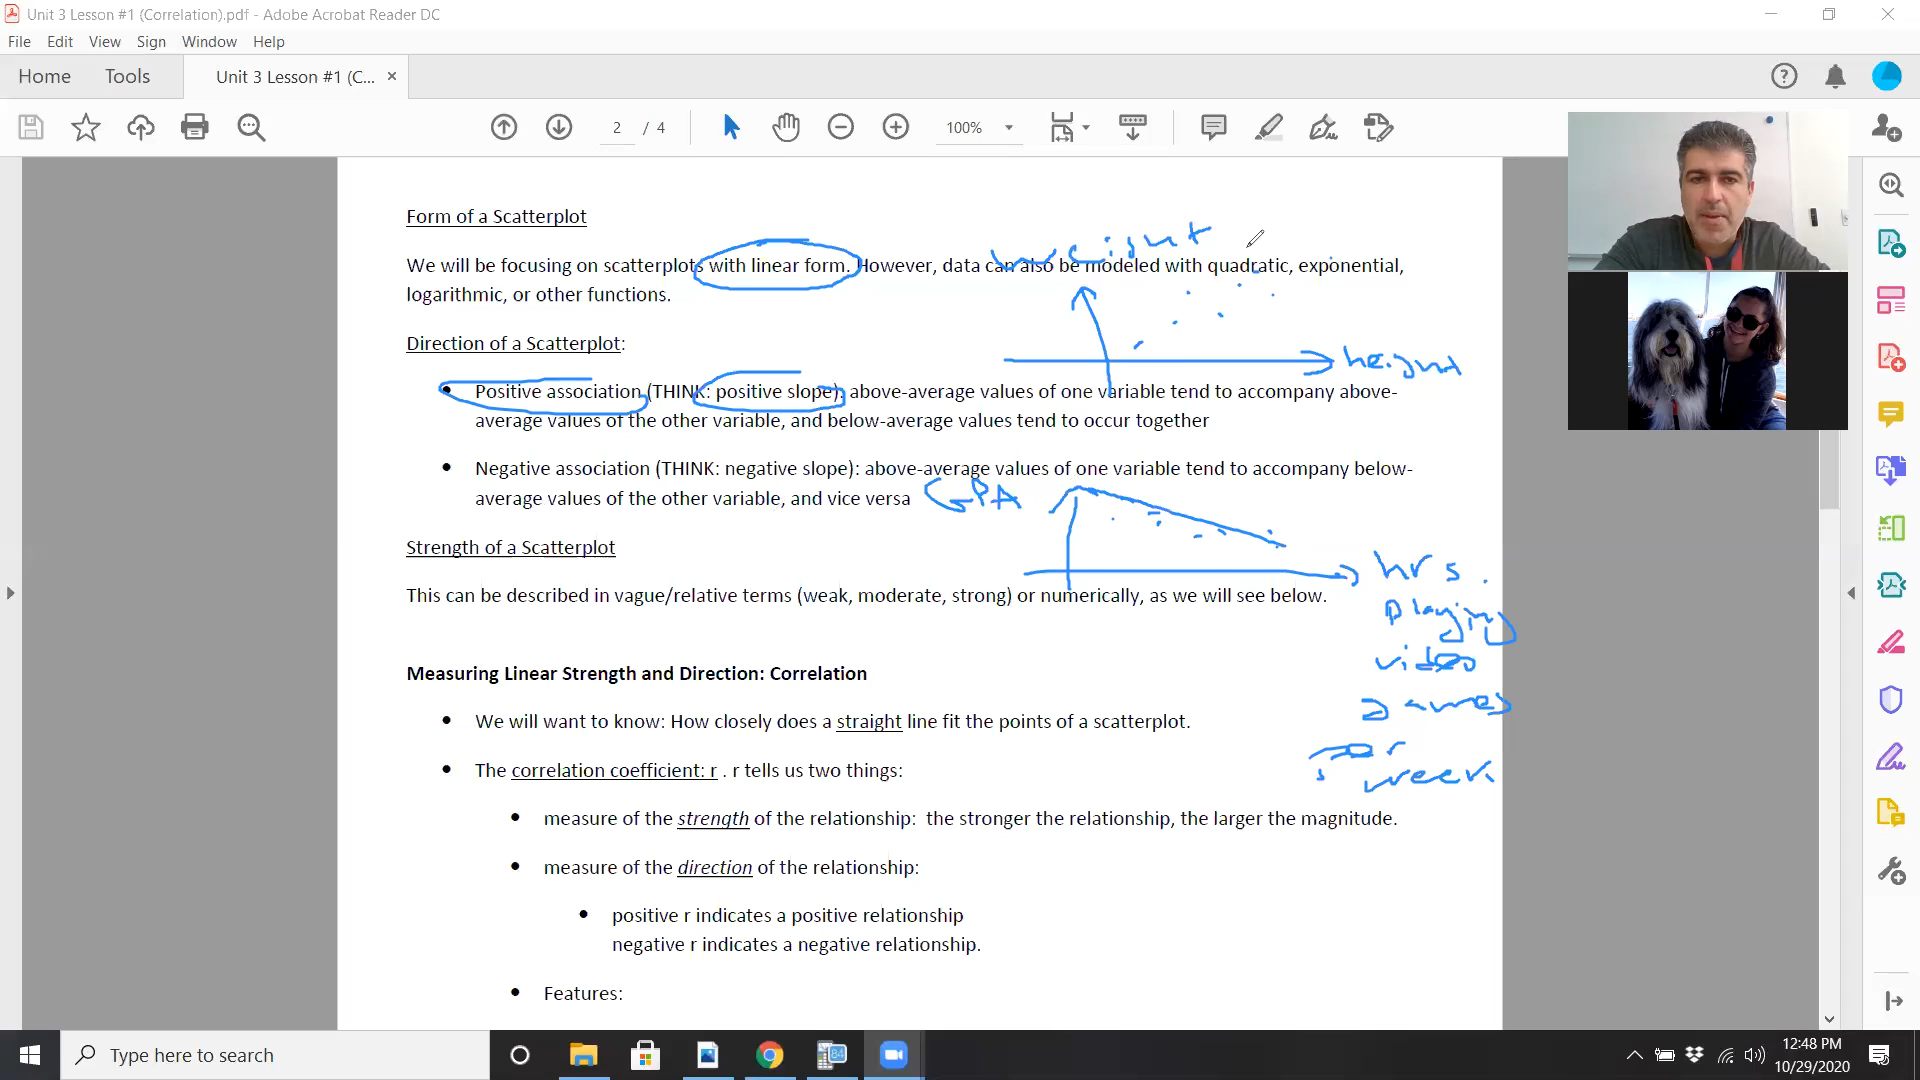 Unit 3 Lesson #1 (Correlation).pdf - Adobe Acrobat Reader DC
File Edit View Sign Window Help
Home Tools Unit 3 Lesson #1 (C... ×
2 / 4 100%
Form of a Scatterplot
weight
We will be focusing on scatterplots with linear form. However, data can also be modeled with quadratic, exponential,
logarithmic, or other functions.
Direction of a Scatterplot:
height
• Positive association (THINK: positive slope): above-average values of one variable tend to accompany above-
average values of the other variable, and below-average values tend to occur together
• Negative association (THINK: negative slope): above-average values of one variable tend to accompany below-
average values of the other variable, and vice versa
GPA
Strength of a Scatterplot
hrs.
playing
video
games
per
week
This can be described in vague/relative terms (weak, moderate, strong) or numerically, as we will see below.
Measuring Linear Strength and Direction: Correlation
• We will want to know: How closely does a straight line fit the points of a scatterplot.
• The correlation coefficient: r . r tells us two things:
• measure of the strength of the relationship: the stronger the relationship, the larger the magnitude.
• measure of the direction of the relationship:
• positive r indicates a positive relationship
negative r indicates a negative relationship.
• Features:
Type here to search
84
12:48 PM
10/29/2020